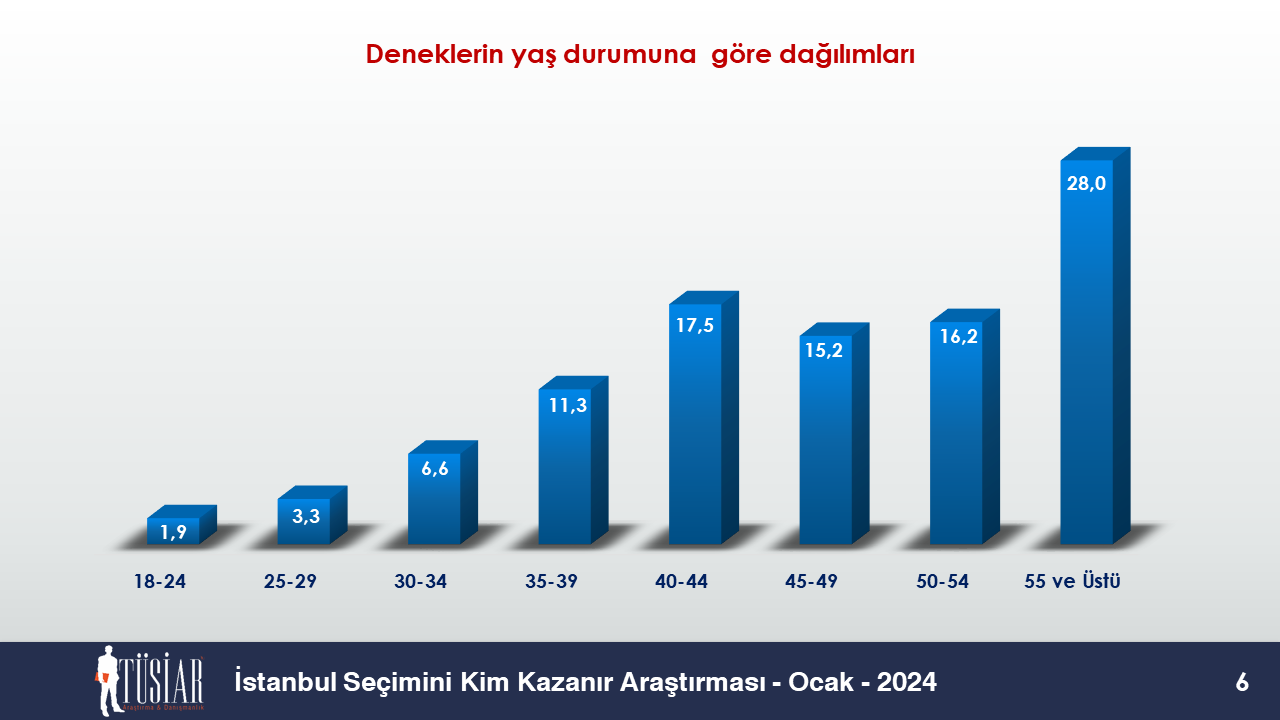 Deneklerin yaş durumuna göre dağılımları
28,0
17,5
16,2
15,2
11,3
6,6
3,3
1,9
18-24 25-29 30-34 35-39 40-44 45-49 50-54 55 ve Üstü
TÜSİAR
Araştırma & Danışmanlık
İstanbul Seçimini Kim Kazanır Araştırması - Ocak - 2024
6